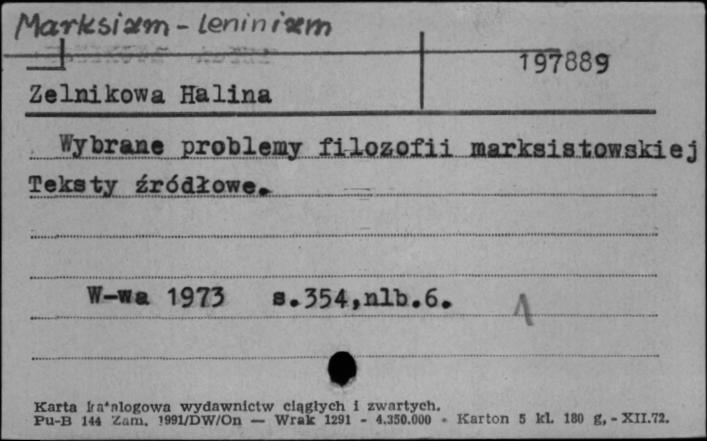 Marksizm - leninizm
197889
Zelnikowa Halina
Wybrane problemy filozofii marksistowskiej
Teksty źródłowe.
W-wa 1973 s.354,nlb.6.
1
Karta katalogowa wydawnictw ciągłych i zwartych.
Pu-B 144 Zam. 1991/DW/On — Wrak 1291 - 4.350.000 - Karton 5 kl. 180 g, - XII.72.